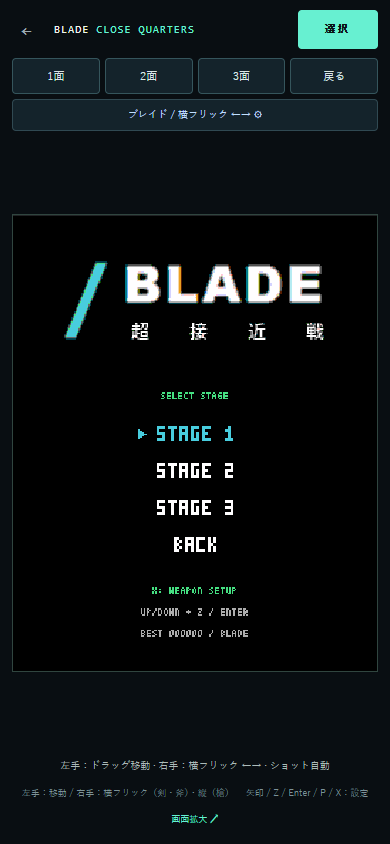 ← BLADE CLOSE QUARTERS 選択
1面 2面 3面 戻る
ブレイド / 横フリック ←→ ⚙
BLADE
超接近戦
SELECT STAGE
▶ STAGE 1
STAGE 2
STAGE 3
BACK
X: WEAPON SETUP
UP/DOWN + Z / ENTER
BEST 000000 / BLADE
左手：ドラッグ移動・右手：横フリック ←→・ショット自動
左手：移動 / 右手：横フリック（剣・斧）・縦（槍） 矢印 / Z / Enter / P / X：設定
画面拡大 ⤢